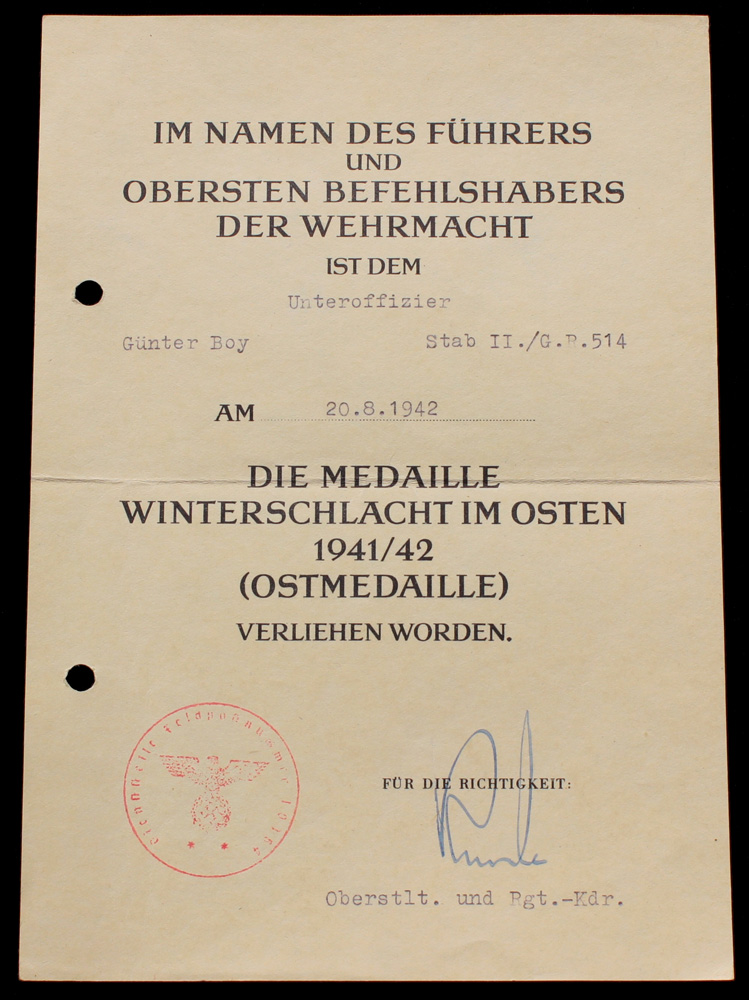 IM NAMEN DES FÜHRERS
UND
OBERSTEN BEFEHLSHABERS
DER WEHRMACHT
IST DEM
Unteroffizier
Günter Boy Stab II./G.R.514
AM 20.8.1942
DIE MEDAILLE
WINTERSCHLACHT IM OSTEN
1941/42
(OSTMEDAILLE)
VERLIEHEN WORDEN.
Dienststelle Feldpostnummer
FÜR DIE RICHTIGKEIT:
Oberstlt. und Rgt.-Kdr.